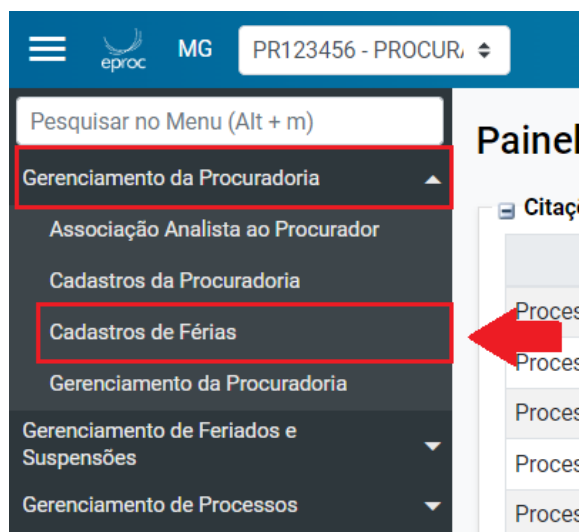 eproc
MG
PR123456 - PROCUR
Pesquisar no Menu (Alt + m)
Gerenciamento da Procuradoria
Associação Analista ao Procurador
Cadastros da Procuradoria
Cadastros de Férias
Gerenciamento da Procuradoria
Gerenciamento de Feriados e
Suspensões
Gerenciamento de Processos
Painel
Citaç
Proces
Proces
Proces
Proces
Proces